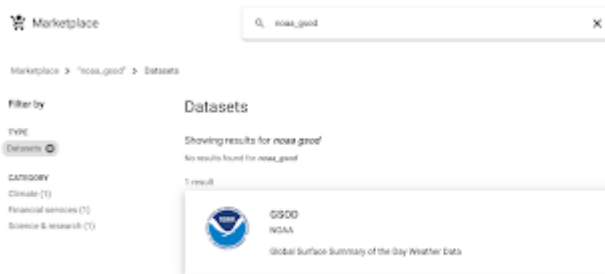 Marketplace
noaa_gsod
Marketplace > "noaa_gsod" > Datasets
Filter by
TYPE
Datasets
CATEGORY
Climate (1)
Financial services (1)
Science & research (1)
Datasets
Showing results for noaa gsod
No results found for noaa_gsod
1 result
GSOD
NOAA
Global Surface Summary of the Day Weather Data